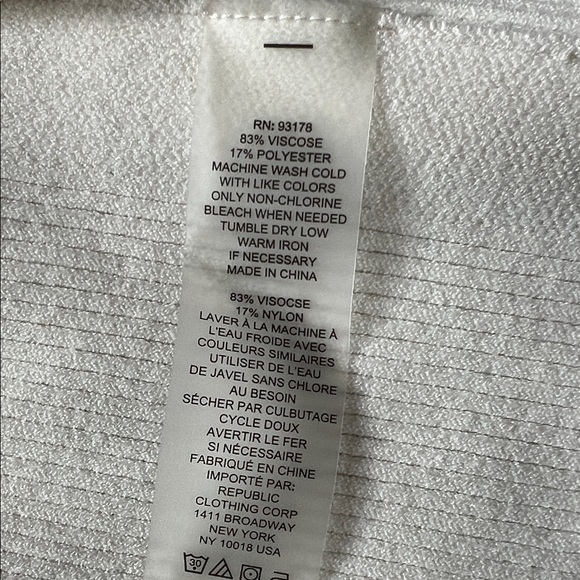 RN: 93178
83% VISCOSE
17% POLYESTER
MACHINE WASH COLD
WITH LIKE COLORS
ONLY NON-CHLORINE
BLEACH WHEN NEEDED
TUMBLE DRY LOW
WARM IRON
IF NECESSARY
MADE IN CHINA
83% VISOCSE
17% NYLON
LAVER À LA MACHINE À
L'EAU FROIDE AVEC
COULEURS SIMILAIRES
UTILISER DE L'EAU
DE JAVEL SANS CHLORE
AU BESOIN
SÉCHER PAR CULBUTAGE
CYCLE DOUX
AVERTIR LE FER
SI NÉCESSAIRE
FABRIQUÉ EN CHINE
IMPORTÉ PAR:
REPUBLIC
CLOTHING CORP
1411 BROADWAY
NEW YORK
NY 10018 USA
30